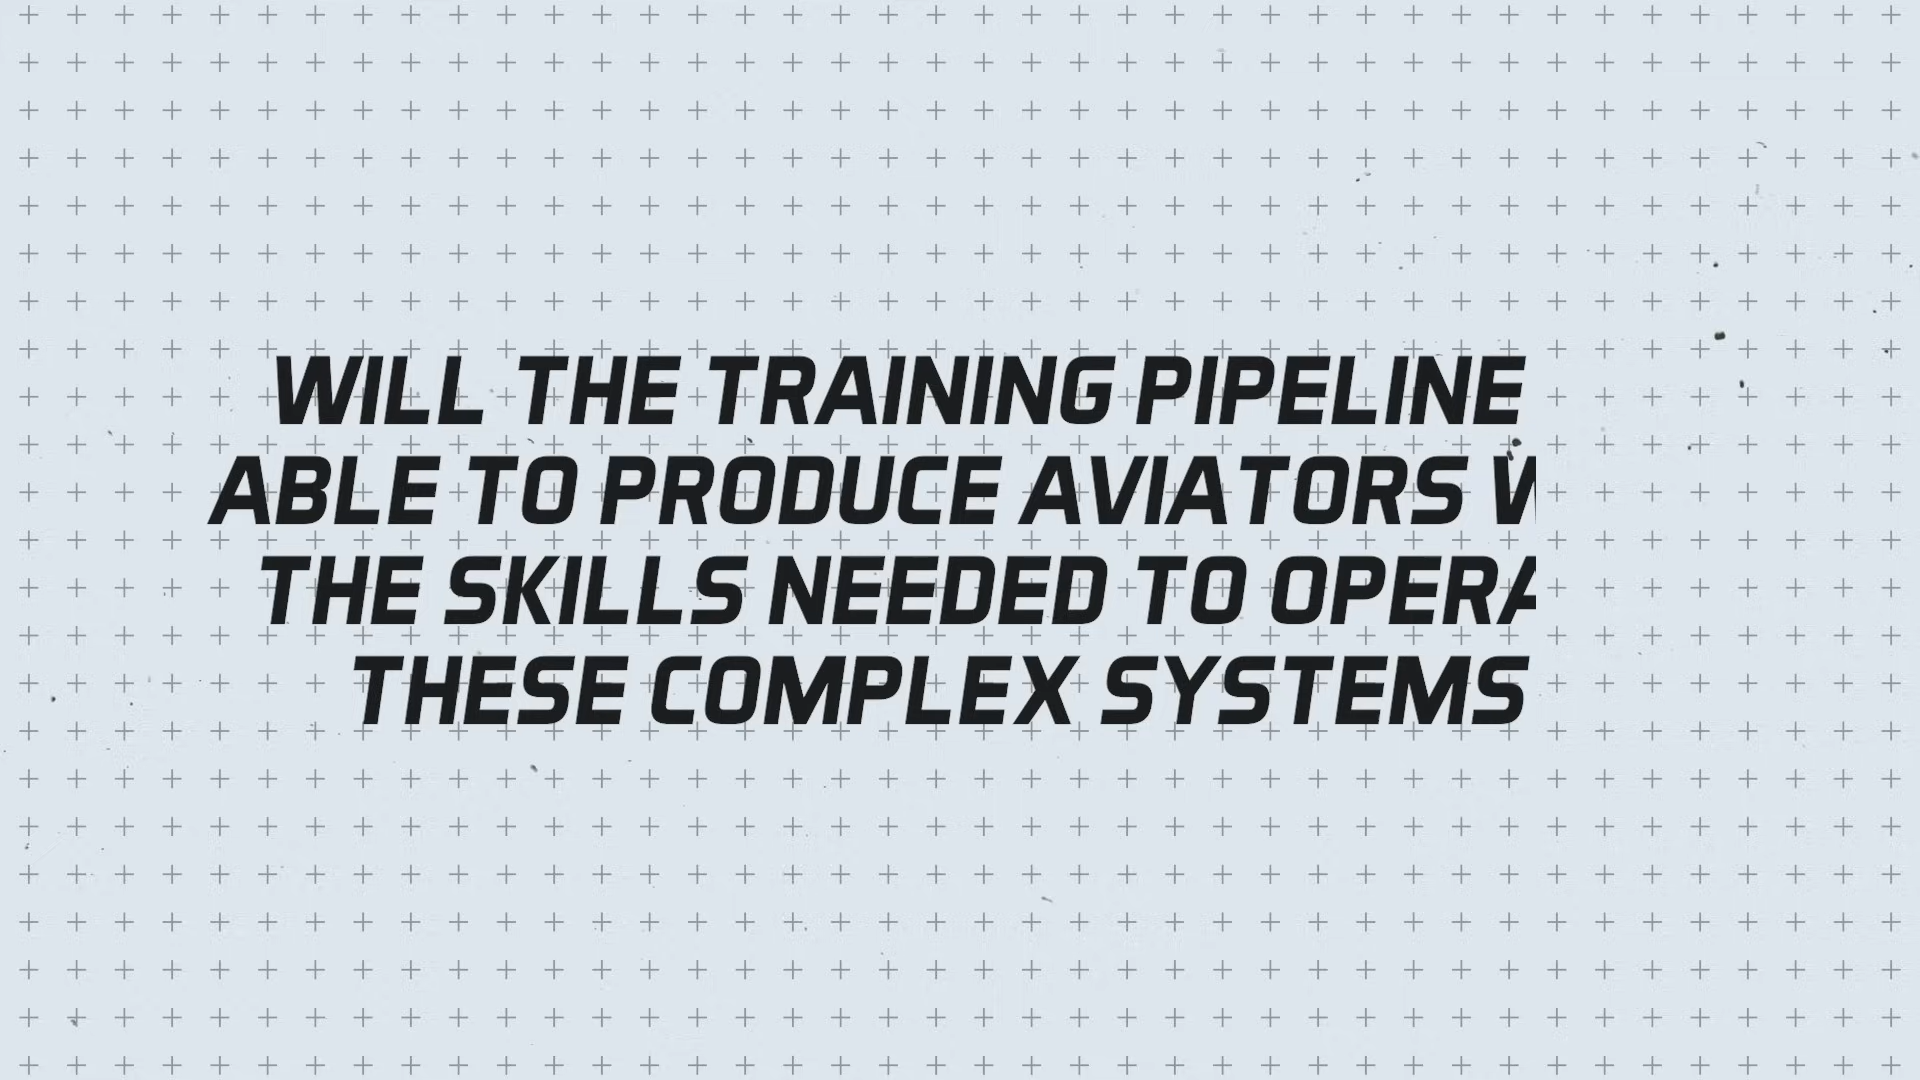 WILL THE TRAINING PIPELINE
ABLE TO PRODUCE AVIATORS
THE SKILLS NEEDED TO
THESE COMPLEX SYSTEMS